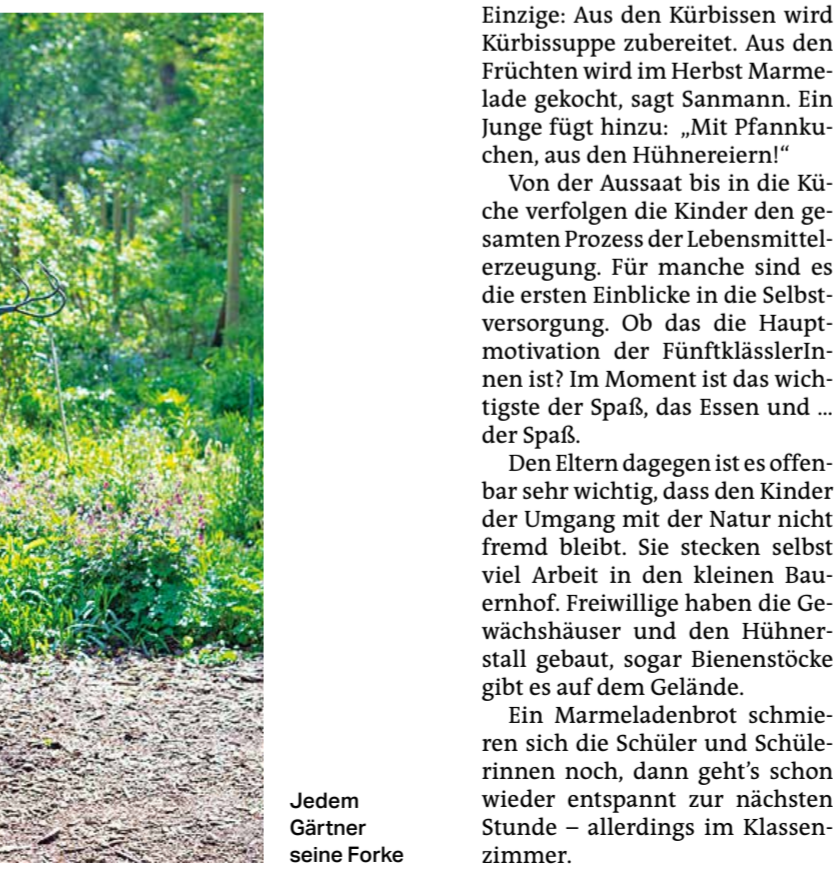 Einzige: Aus den Kürbissen wird
Kürbissuppe zubereitet. Aus den
Früchten wird im Herbst Marme-
lade gekocht, sagt Sanmann. Ein
Junge fügt hinzu: „Mit Pfannku-
chen, aus den Hühnereiern!“
Von der Aussaat bis in die Kü-
che verfolgen die Kinder den ge-
samten Prozess der Lebensmittel-
erzeugung. Für manche sind es
die ersten Einblicke in die Selbst-
versorgung. Ob das die Haupt-
motivation der FünftklässlerIn-
nen ist? Im Moment ist das wich-
tigste der Spaß, das Essen und ...
der Spaß.
Den Eltern dagegen ist es offen-
bar sehr wichtig, dass den Kinder
der Umgang mit der Natur nicht
fremd bleibt. Sie stecken selbst
viel Arbeit in den kleinen Bau-
ernhof. Freiwillige haben die Ge-
wächshäuser und den Hühner-
stall gebaut, sogar Bienenstöcke
gibt es auf dem Gelände.
Ein Marmeladenbrot schmie-
ren sich die Schüler und Schüle-
rinnen noch, dann geht’s schon
wieder entspannt zur nächsten
Stunde – allerdings im Klassen-
zimmer.
Jedem
Gärtner
seine Forke